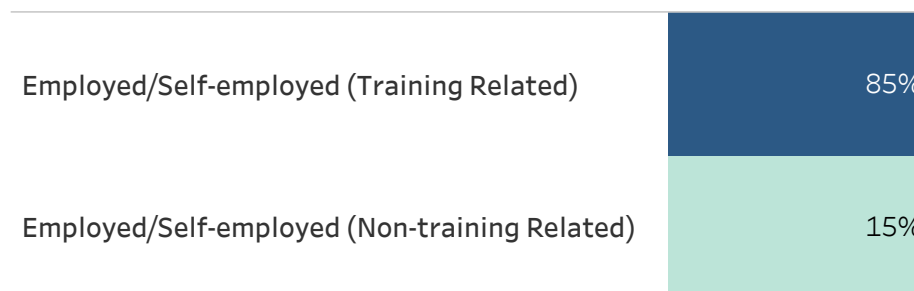 Employed/Self-employed (Training Related) 85%
Employed/Self-employed (Non-training Related) 15%